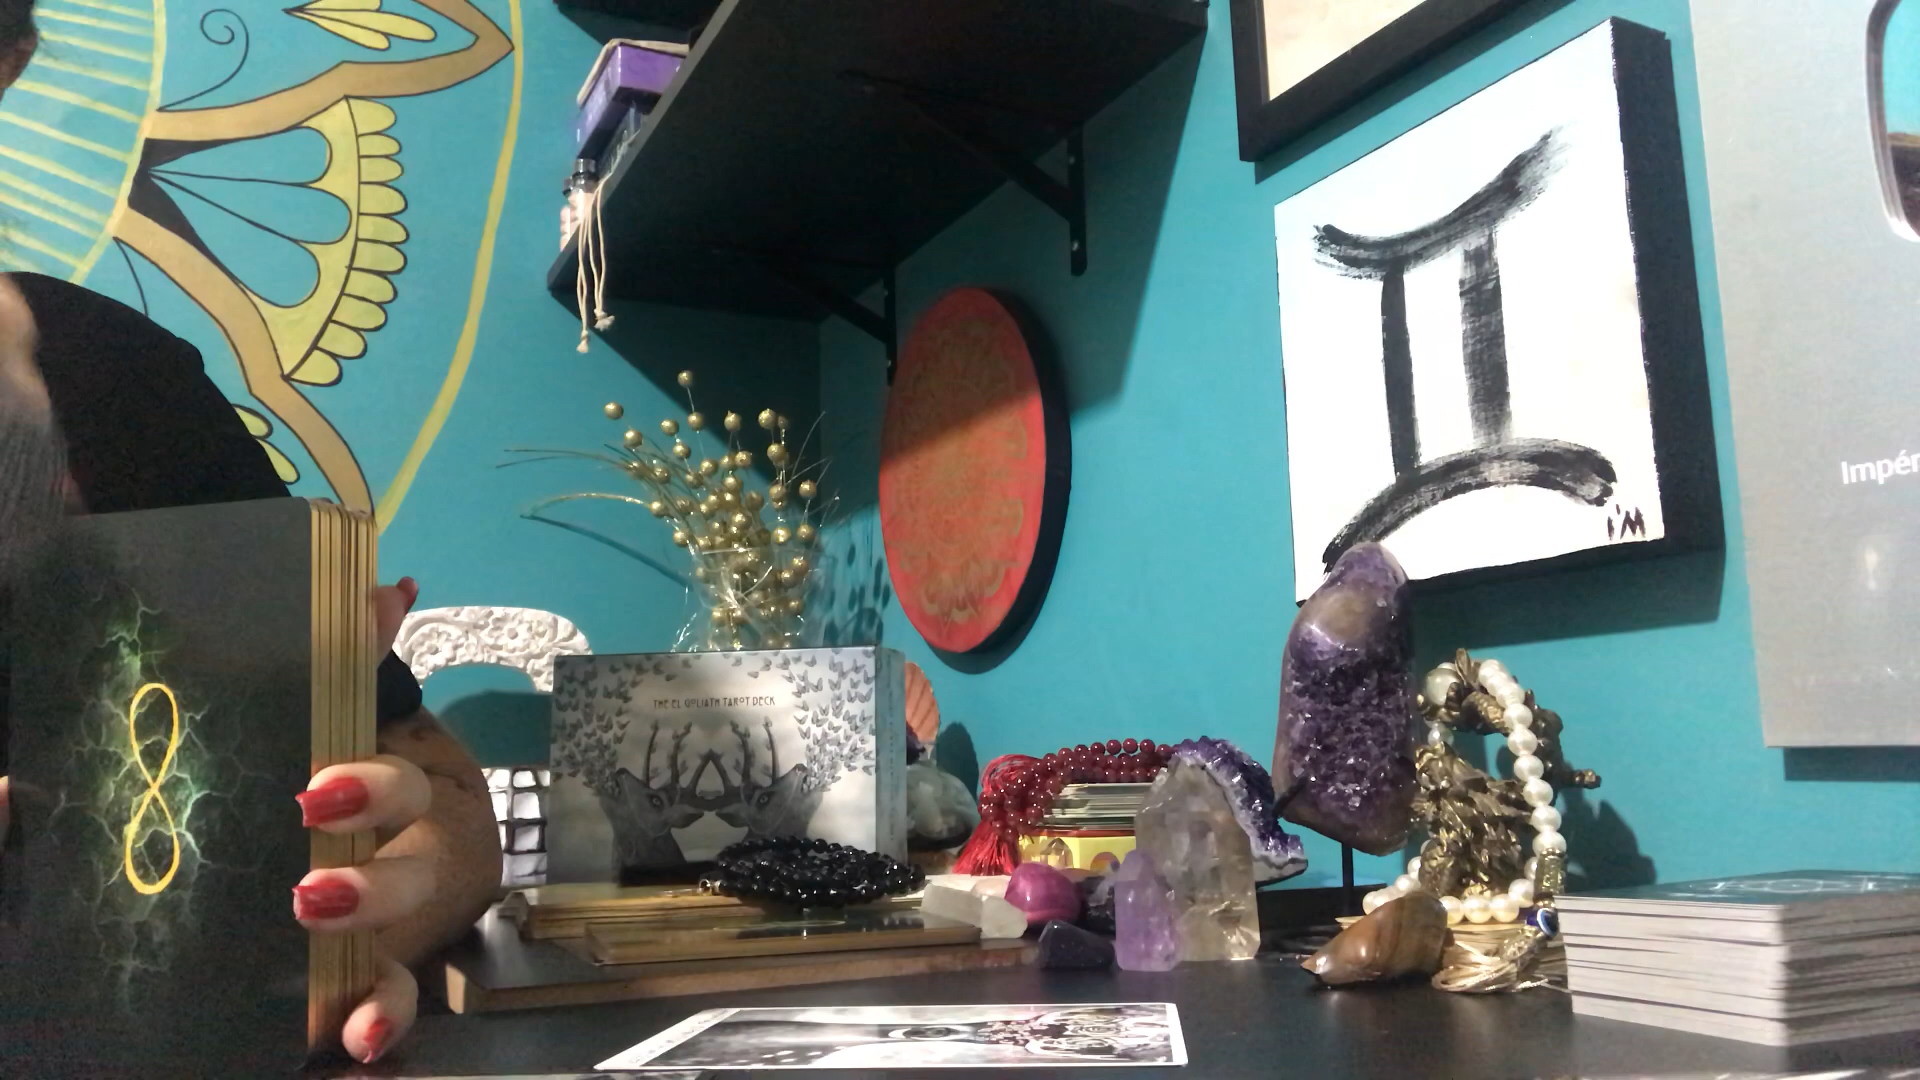 THE EL GOLIATH TAROT DECK
I'M
Impér